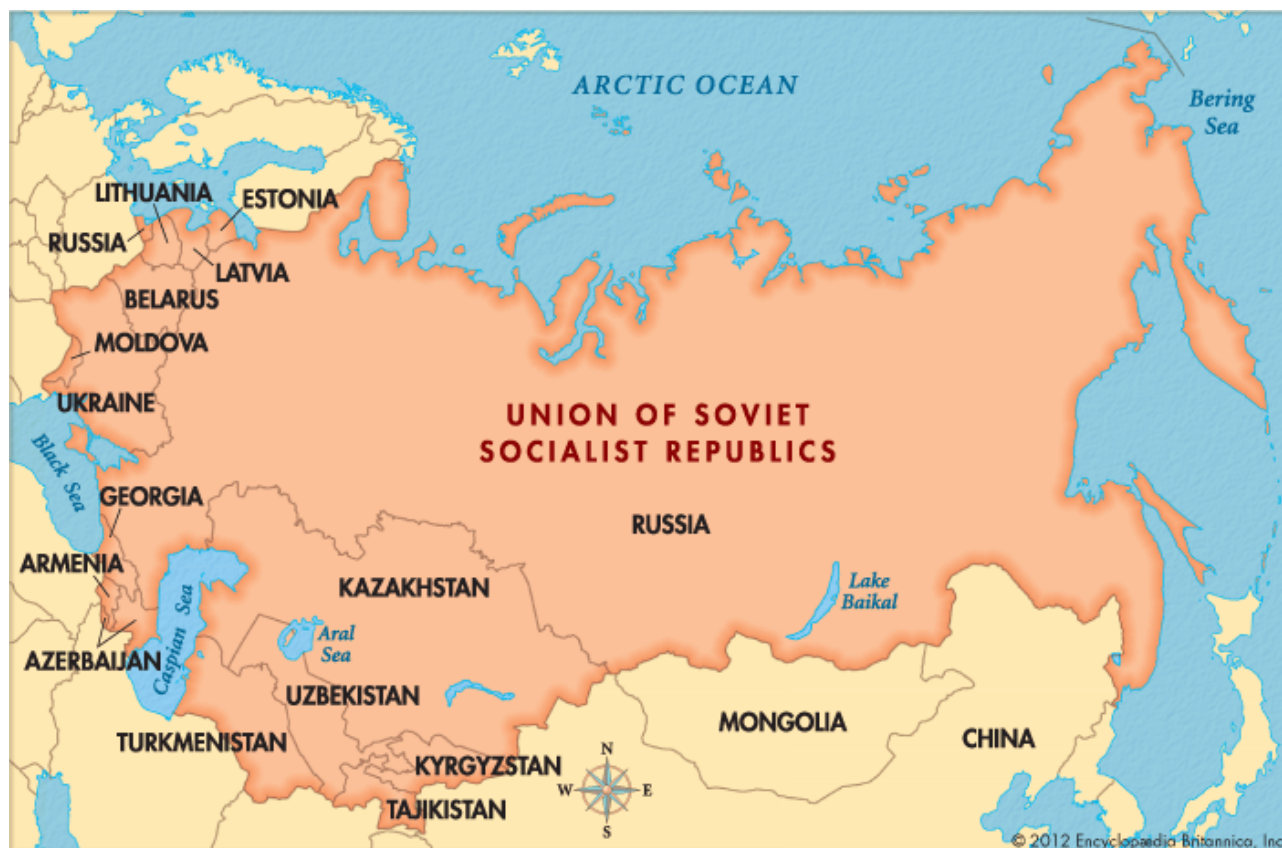 ARCTIC OCEAN
Bering
Sea
LITHUANIA
ESTONIA
RUSSIA
LATVIA
BELARUS
MOLDOVA
UKRAINE
UNION OF SOVIET
SOCIALIST REPUBLICS
Black Sea
GEORGIA
RUSSIA
ARMENIA
KAZAKHSTAN
Lake
Baikal
Caspian Sea
Aral
Sea
AZERBAIJAN
UZBEKISTAN
MONGOLIA
TURKMENISTAN
CHINA
KYRGYZSTAN
N
W
E
S
TAJIKISTAN
© 2012 Encyclopædia Britannica, Inc